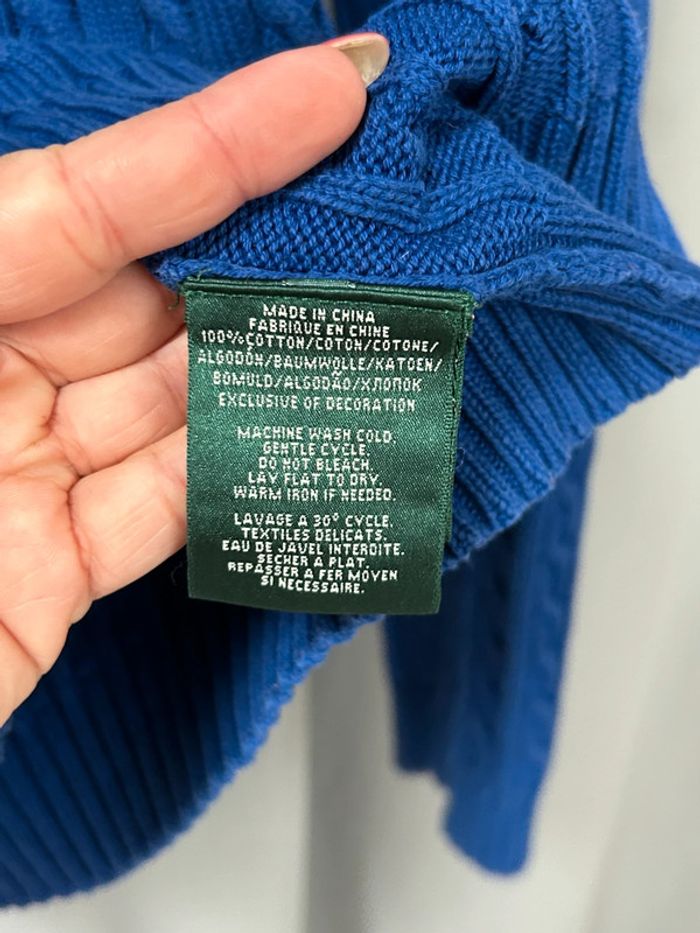 MADE IN CHINA
FABRIQUE EN CHINE
100% COTTON/COTON/COTONE/
ALGODÓN/BAUMWOLLE/KATOEN/
BOMULD/ALGODÃO/ХЛОПОК
EXCLUSIVE OF DECORATION
MACHINE WASH COLD.
GENTLE CYCLE.
DO NOT BLEACH.
LAY FLAT TO DRY.
WARM IRON IF NEEDED.
LAVAGE A 30° CYCLE.
TEXTILES DELICATS.
EAU DE JAVEL INTERDITE.
SECHER A PLAT.
REPASSER A FER MOYEN
SI NECESSAIRE.